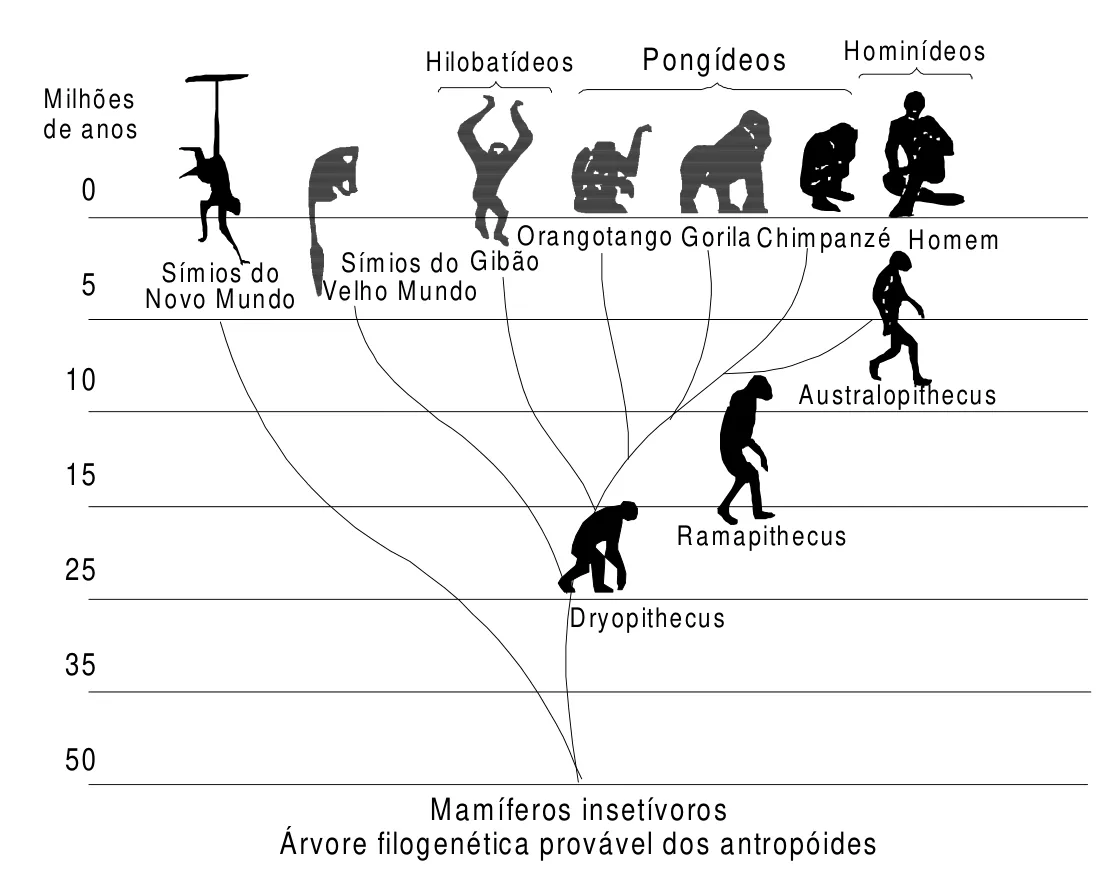 Hilobatídeos
Pongídeos
Hominídeos
Milhões
de anos
0
Orangotango
Gorila
Chimpanzé
Homem
Símios do
Novo Mundo
Símios do
Velho Mundo
Gibão
5
10
Australopithecus
15
Ramapithecus
25
Dryopithecus
35
50
Mamíferos insetívoros
Árvore filogenética provável dos antropóides